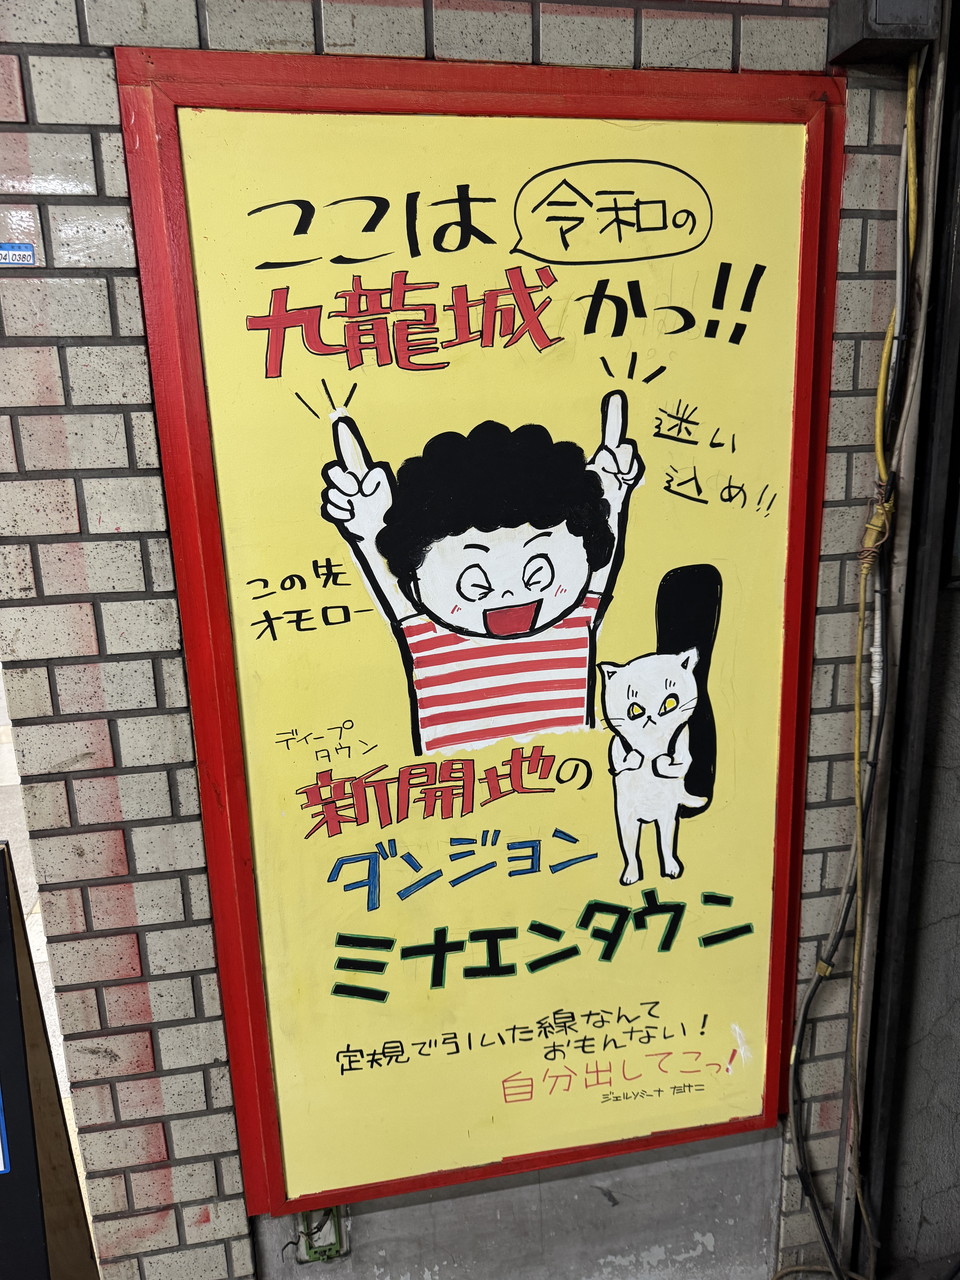 ここは令和の
九龍城かっ!!
迷い
込め!!
この先
オモロー
ディープ
タウン
新開地の
ダンジョン
ミナエンタウン
定規で引いた線なんて
おもんない！
自分出してこっ!
ジェルソミーナ たけこ
04 0380